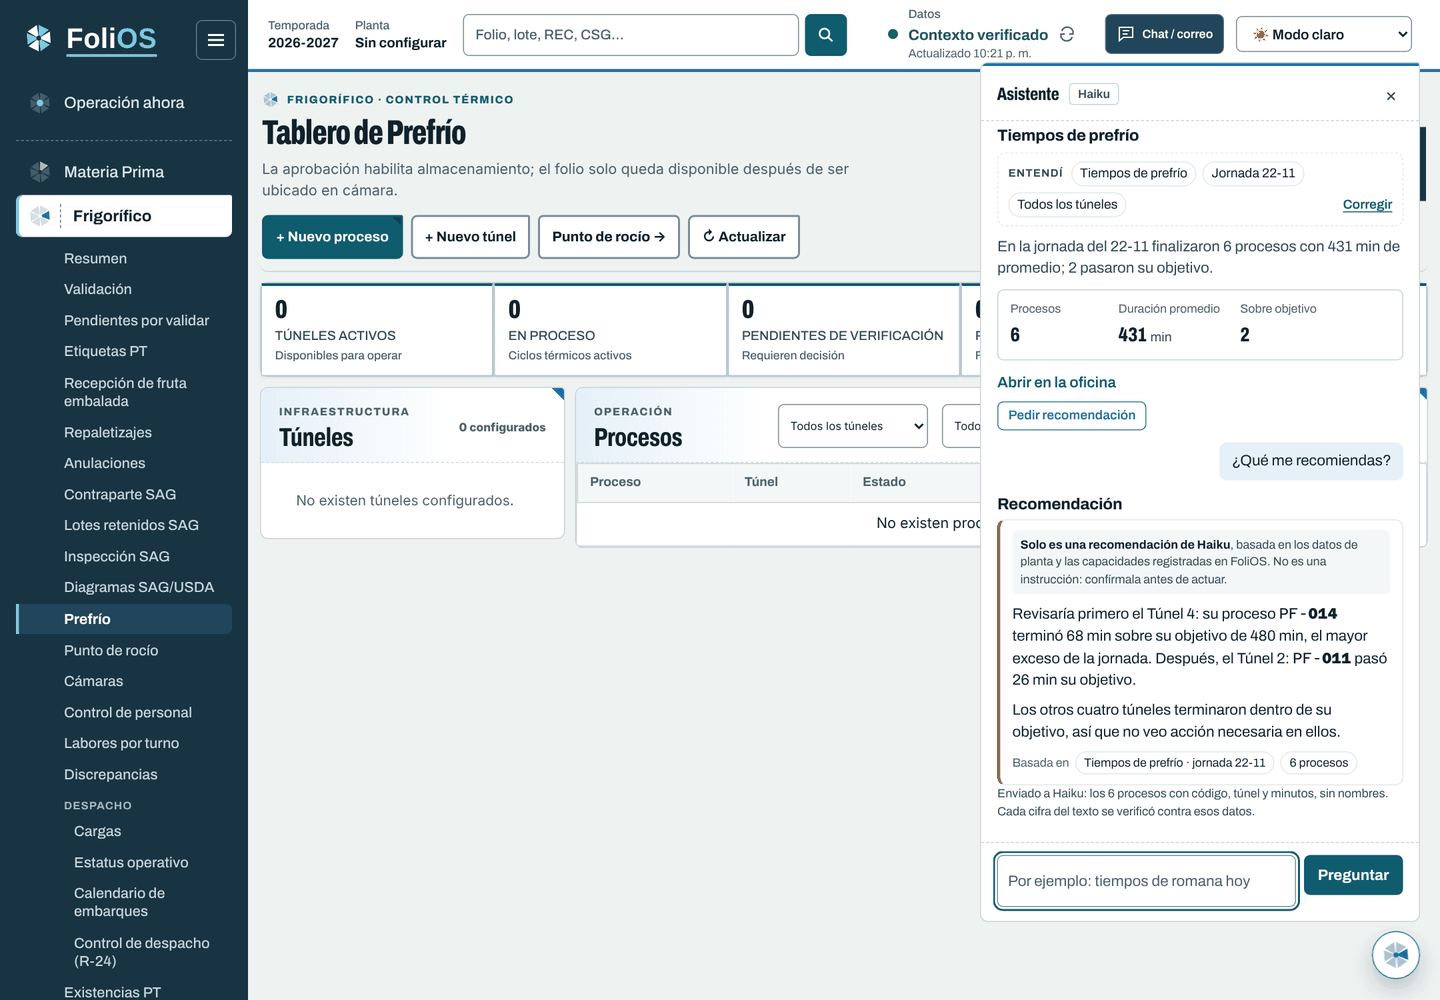 FoliOS
Operación ahora
Materia Prima
Frigorífico
Resumen
Validación
Pendientes por validar
Etiquetas PT
Recepción de fruta
embalada
Repaletizajes
Anulaciones
Contraparte SAG
Lotes retenidos SAG
Inspección SAG
Diagramas SAG/USDA
Prefrío
Punto de rocío
Cámaras
Control de personal
Labores por turno
Discrepancias
DESPACHO
Cargas
Estatus operativo
Calendario de
embarques
Control de despacho
(R-24)
Existencias PT
Temporada
2026-2027
Planta
Sin configurar
Folio, lote, REC, CSG...
Datos
Contexto verificado
Actualizado 10:21 p. m.
Chat / correo
Modo claro
FRIGORÍFICO · CONTROL TÉRMICO
Tablero de Prefrío
La aprobación habilita almacenamiento; el folio solo queda disponible después de ser
ubicado en cámara.
+ Nuevo proceso
+ Nuevo túnel
Punto de rocío →
↻ Actualizar
0
TÚNELES ACTIVOS
Disponibles para operar
0
EN PROCESO
Ciclos térmicos activos
0
PENDIENTES DE VERIFICACIÓN
Requieren decisión
INFRAESTRUCTURA
Túneles
0 configurados
No existen túneles configurados.
OPERACIÓN
Procesos
Todos los túneles
Proceso
Túnel
Estado
No existen
Asistente
Haiku
×
Tiempos de prefrío
ENTENDÍ
Tiempos de prefrío
Jornada 22-11
Todos los túneles
Corregir
En la jornada del 22-11 finalizaron 6 procesos con 431 min de
promedio; 2 pasaron su objetivo.
Procesos
6
Duración promedio
431 min
Sobre objetivo
2
Abrir en la oficina
Pedir recomendación
¿Qué me recomiendas?
Recomendación
Solo es una recomendación de Haiku, basada en los datos de
planta y las capacidades registradas en FoliOS. No es una
instrucción: confírmala antes de actuar.
Revisaría primero el Túnel 4: su proceso PF-014
terminó 68 min sobre su objetivo de 480 min, el mayor
exceso de la jornada. Después, el Túnel 2: PF-011 pasó
26 min su objetivo.
Los otros cuatro túneles terminaron dentro de su
objetivo, así que no veo acción necesaria en ellos.
Basada en
Tiempos de prefrío · jornada 22-11
6 procesos
Enviado a Haiku: los 6 procesos con código, túnel y minutos, sin nombres.
Cada cifra del texto se verificó contra esos datos.
Por ejemplo: tiempos de romana hoy
Preguntar